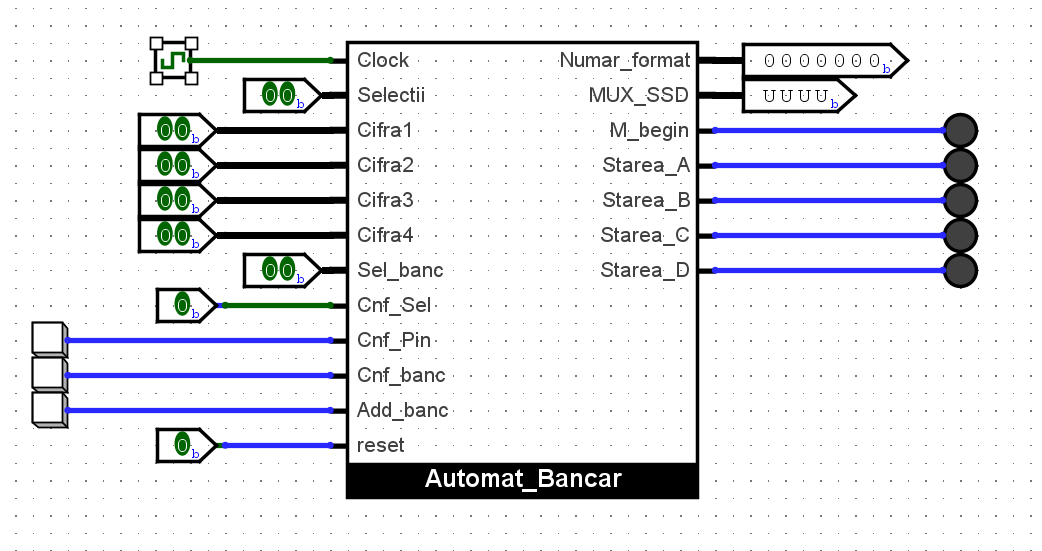 Clock Numar_format 0000000b
00b Selectii MUX_SSD UUUUb
00b Cifra1 M_begin
00b Cifra2 Starea_A
00b Cifra3 Starea_B
00b Cifra4 Starea_C
00b Sel_banc Starea_D
0b Cnf_Sel
Cnf_Pin
Cnf_banc
Add_banc
0b reset
Automat_Bancar